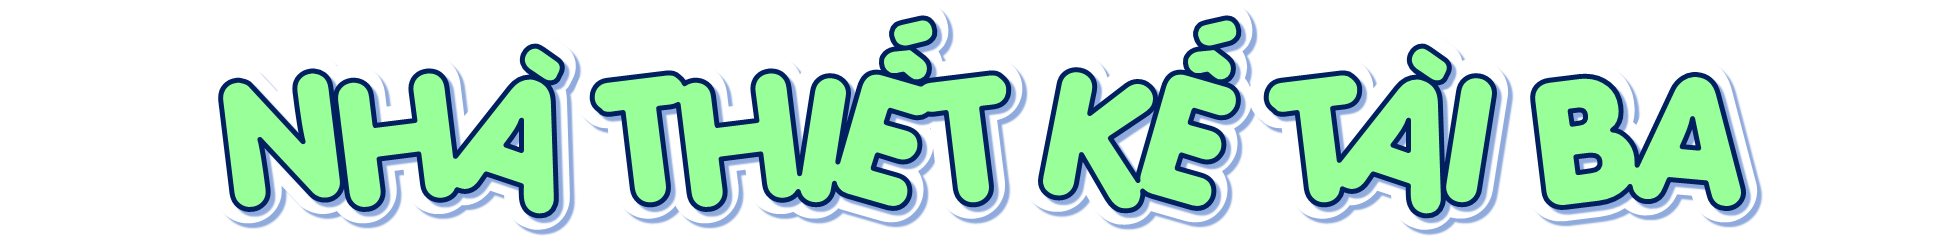 NHÀ THIẾT KẾ TÀI BA